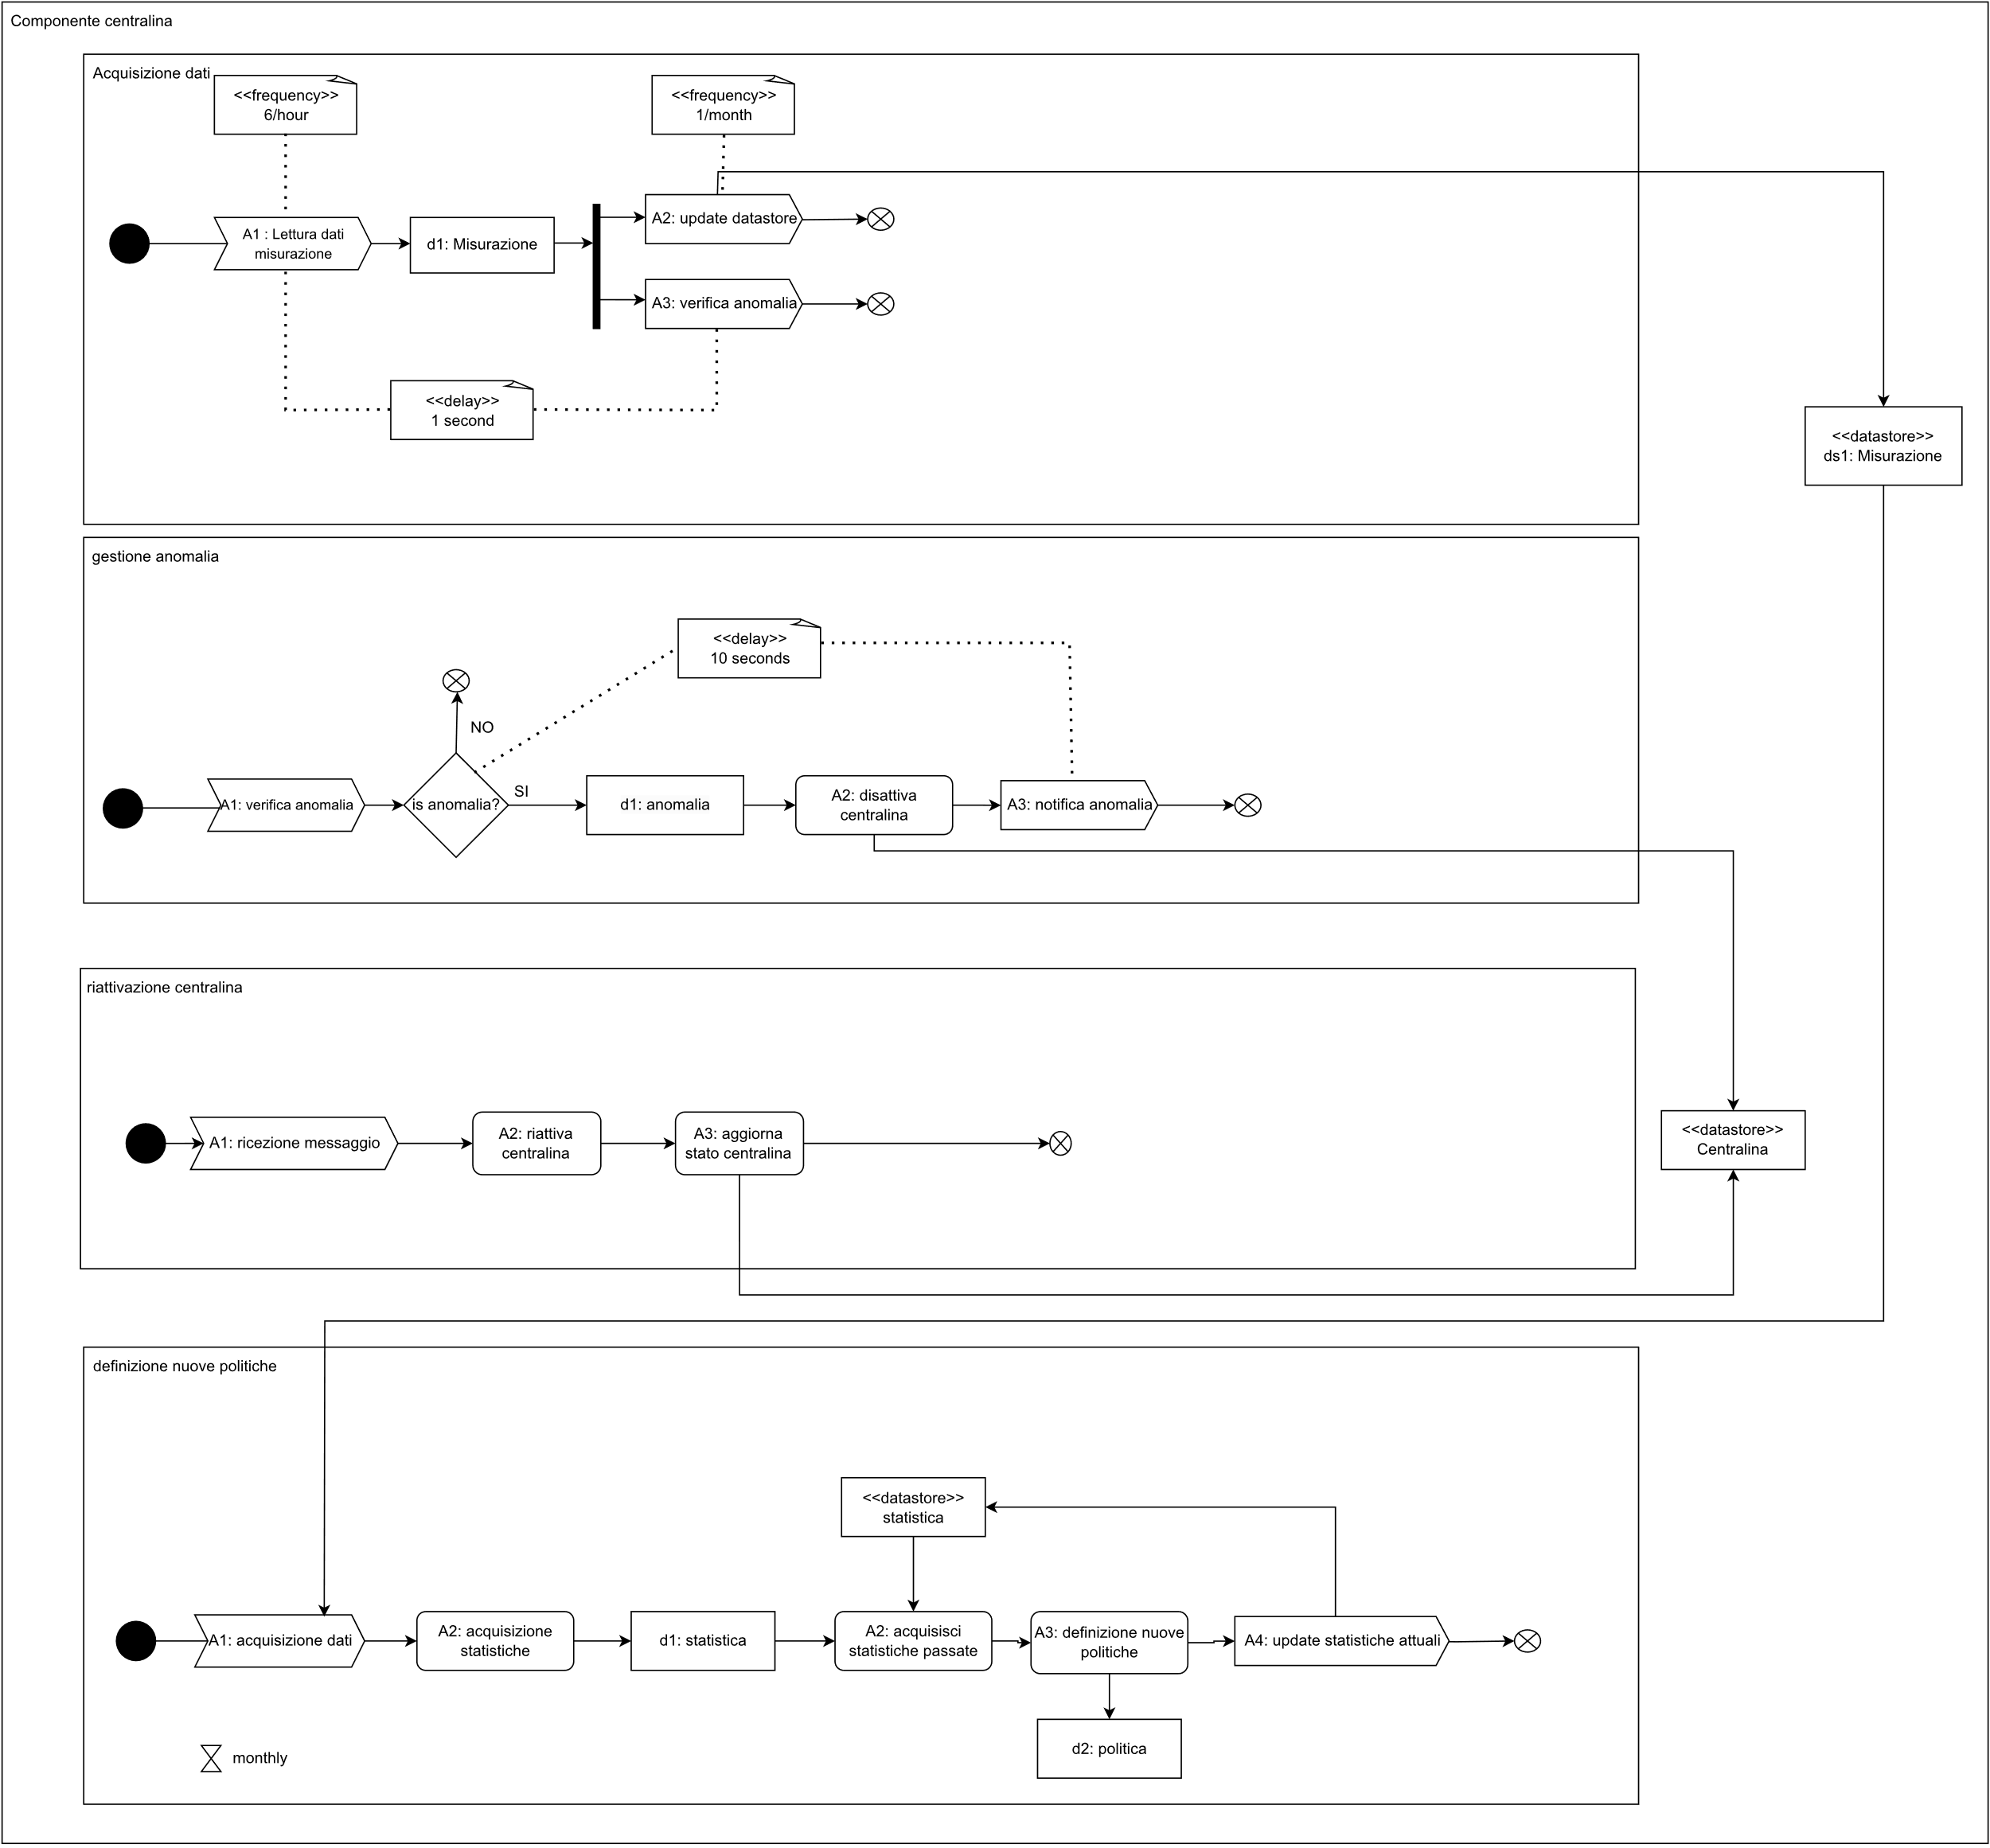 Componente centralina
Acquisizione dati
<<frequency>>
6/hour
<<frequency>>
1/month
A1 : Lettura dati
misurazione
d1: Misurazione
A2: update datastore
A3: verifica anomalia
<<delay>>
1 second
<<datastore>>
ds1: Misurazione
gestione anomalia
<<delay>>
10 seconds
NO
A1: verifica anomalia
is anomalia?
SI
d1: anomalia
A2: disattiva
centralina
A3: notifica anomalia
riattivazione centralina
A1: ricezione messaggio
A2: riattiva
centralina
A3: aggiorna
stato centralina
<<datastore>>
Centralina
definizione nuove politiche
<<datastore>>
statistica
A1: acquisizione dati
A2: acquisizione
statistiche
d1: statistica
A2: acquisisci
statistiche passate
A3: definizione nuove
politiche
A4: update statistiche attuali
d2: politica
monthly